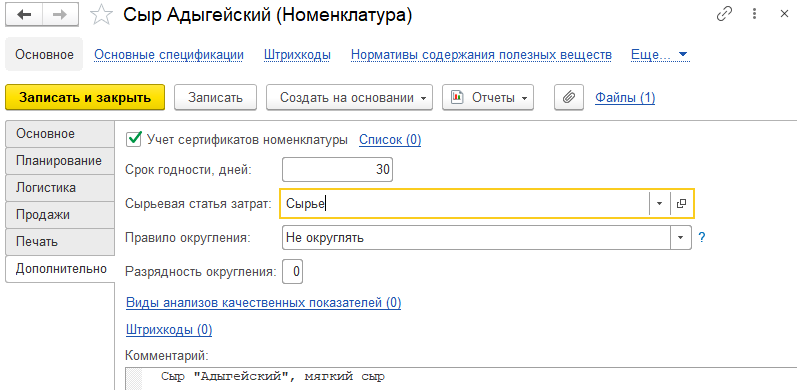 Сыр Адыгейский (Номенклатура)
Основное Основные спецификации Штрихкоды Нормативы содержания полезных веществ Еще...
Записать и закрыть Записать Создать на основании Отчеты Файлы (1)
Основное
Планирование
Логистика
Продажи
Печать
Дополнительно
Учет сертификатов номенклатуры Список (0)
Срок годности, дней: 30
Сырьевая статья затрат: Сырье
Правило округления: Не округлять ?
Разрядность округления: 0
Виды анализов качественных показателей (0)
Штрихкоды (0)
Комментарий:
Сыр "Адыгейский", мягкий сыр